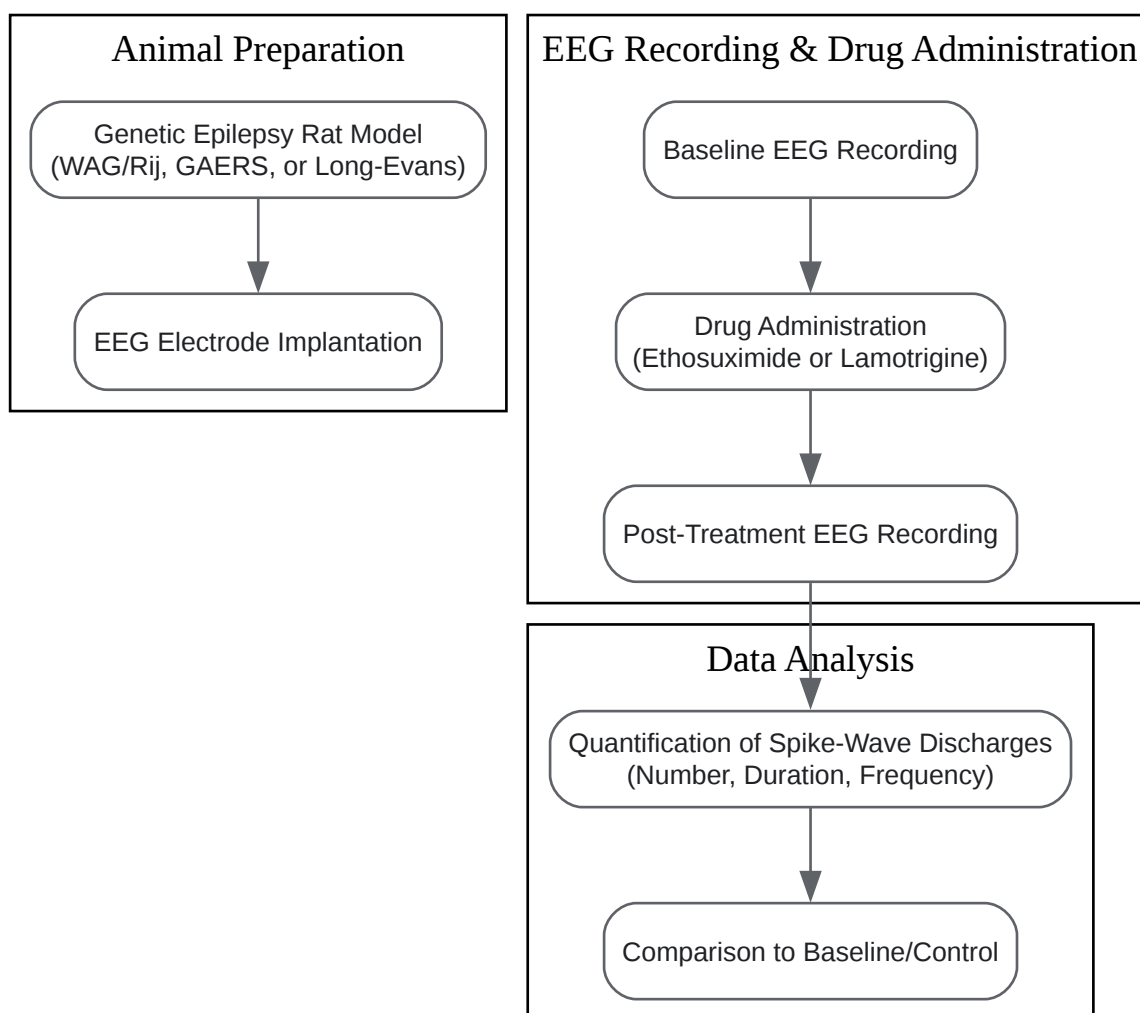 Animal Preparation
Genetic Epilepsy Rat Model
(WAG/Rij, GAERS, or Long-Evans)
EEG Electrode Implantation
EEG Recording & Drug Administration
Baseline EEG Recording
Drug Administration
(Ethosuximide or Lamotrigine)
Post-Treatment EEG Recording
Data Analysis
Quantification of Spike-Wave Discharges
(Number, Duration, Frequency)
Comparison to Baseline/Control